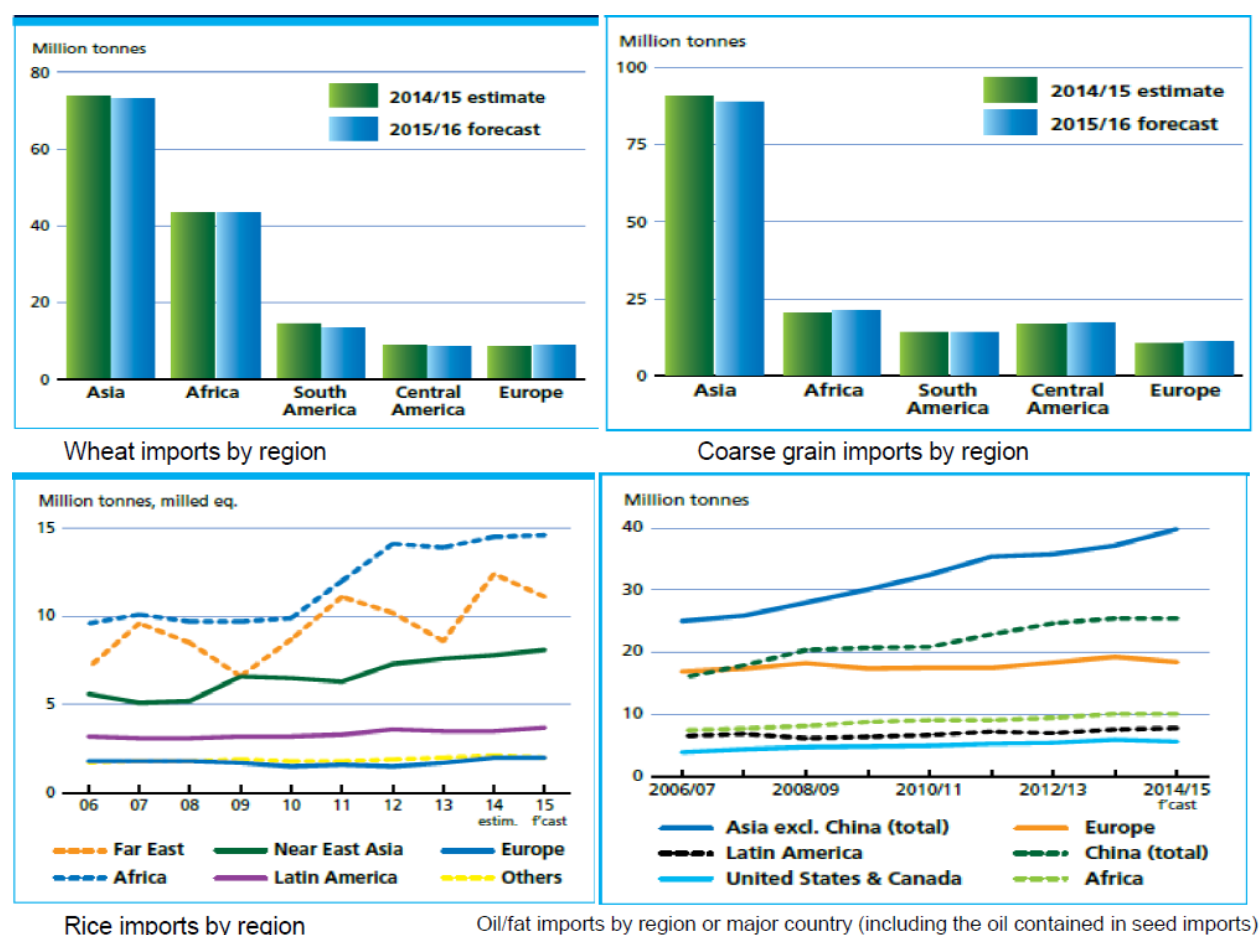 Million tonnes
80
60
40
20
0
2014/15 estimate
2015/16 forecast
Asia
Africa
South
America
Central
America
Europe
Wheat imports by region
Million tonnes
100
75
50
25
0
2014/15 estimate
2015/16 forecast
Asia
Africa
South
America
Central
America
Europe
Coarse grain imports by region
Million tonnes, milled eq.
15
10
5
0
06 07 08 09 10 11 12 13 14 15
estim. f'cast
Far East Near East Asia Europe
Africa Latin America Others
Rice imports by region
Million tonnes
40
30
20
10
0
2006/07 2008/09 2010/11 2012/13 2014/15
f'cast
Asia excl. China (total) Europe
Latin America China (total)
United States & Canada Africa
Oil/fat imports by region or major country (including the oil contained in seed imports)